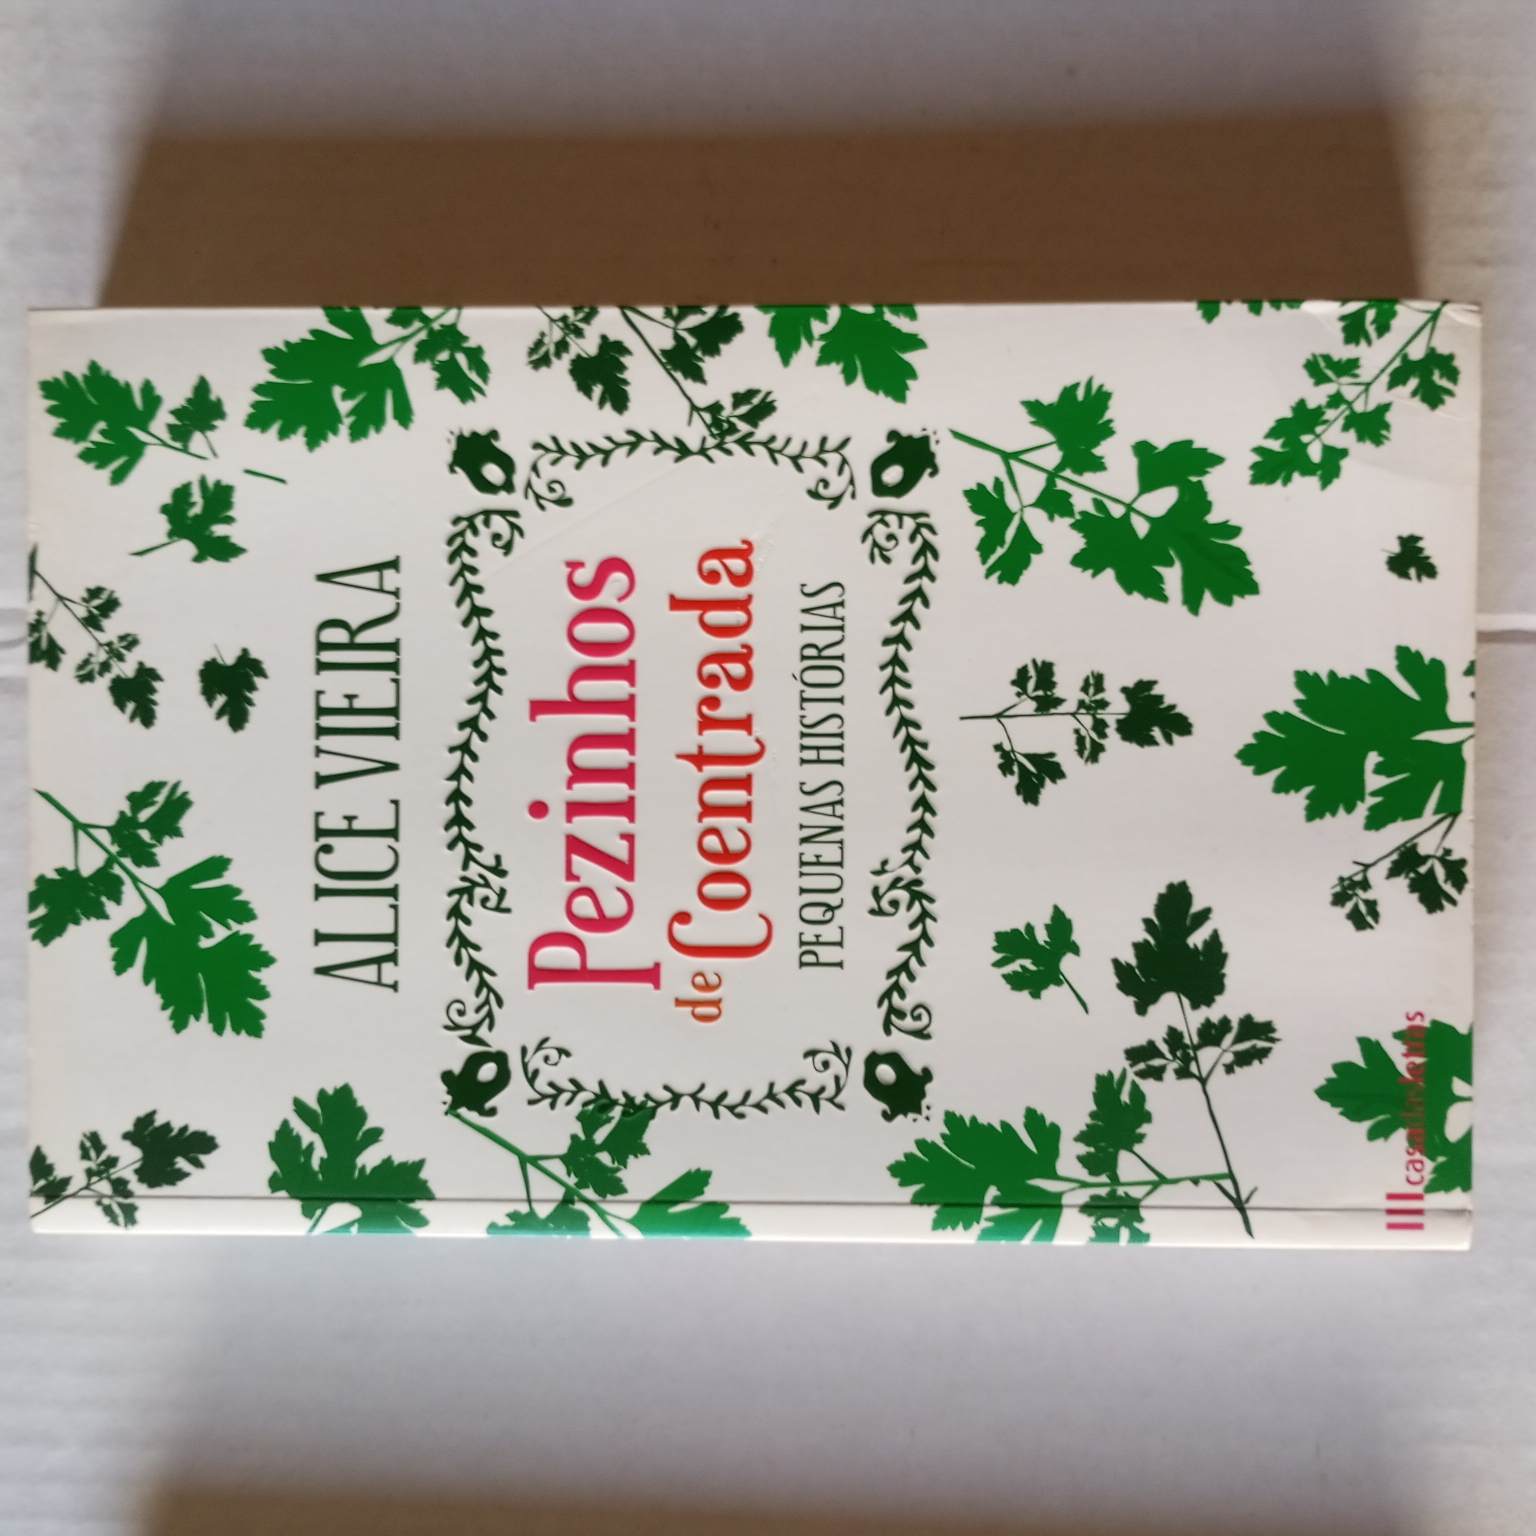 ALICE VIEIRA
Pezinhos
de Coentrada
PEQUENAS HISTÓRIAS
casadasletras